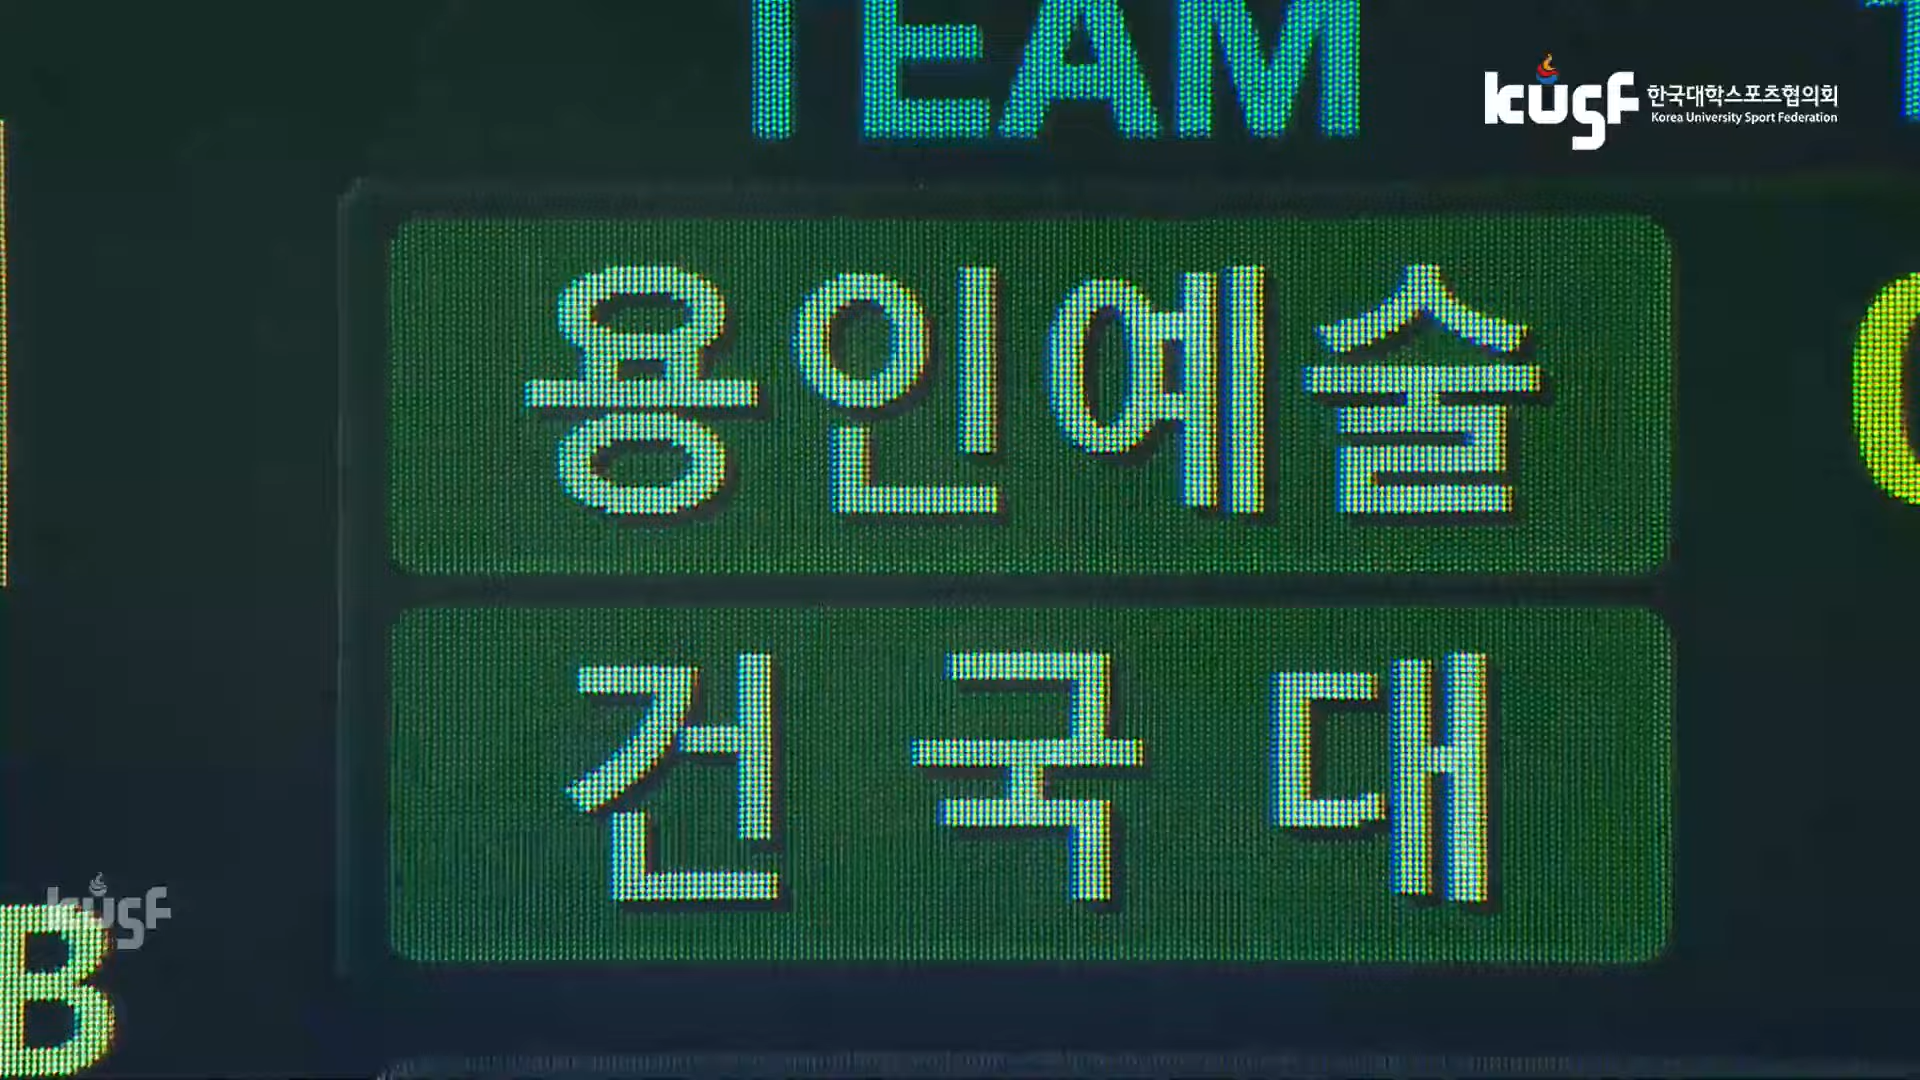 TEAM
kusf 한국대학스포츠협의회
Korea University Sport Federation
용인예술
건국대
kusf
B